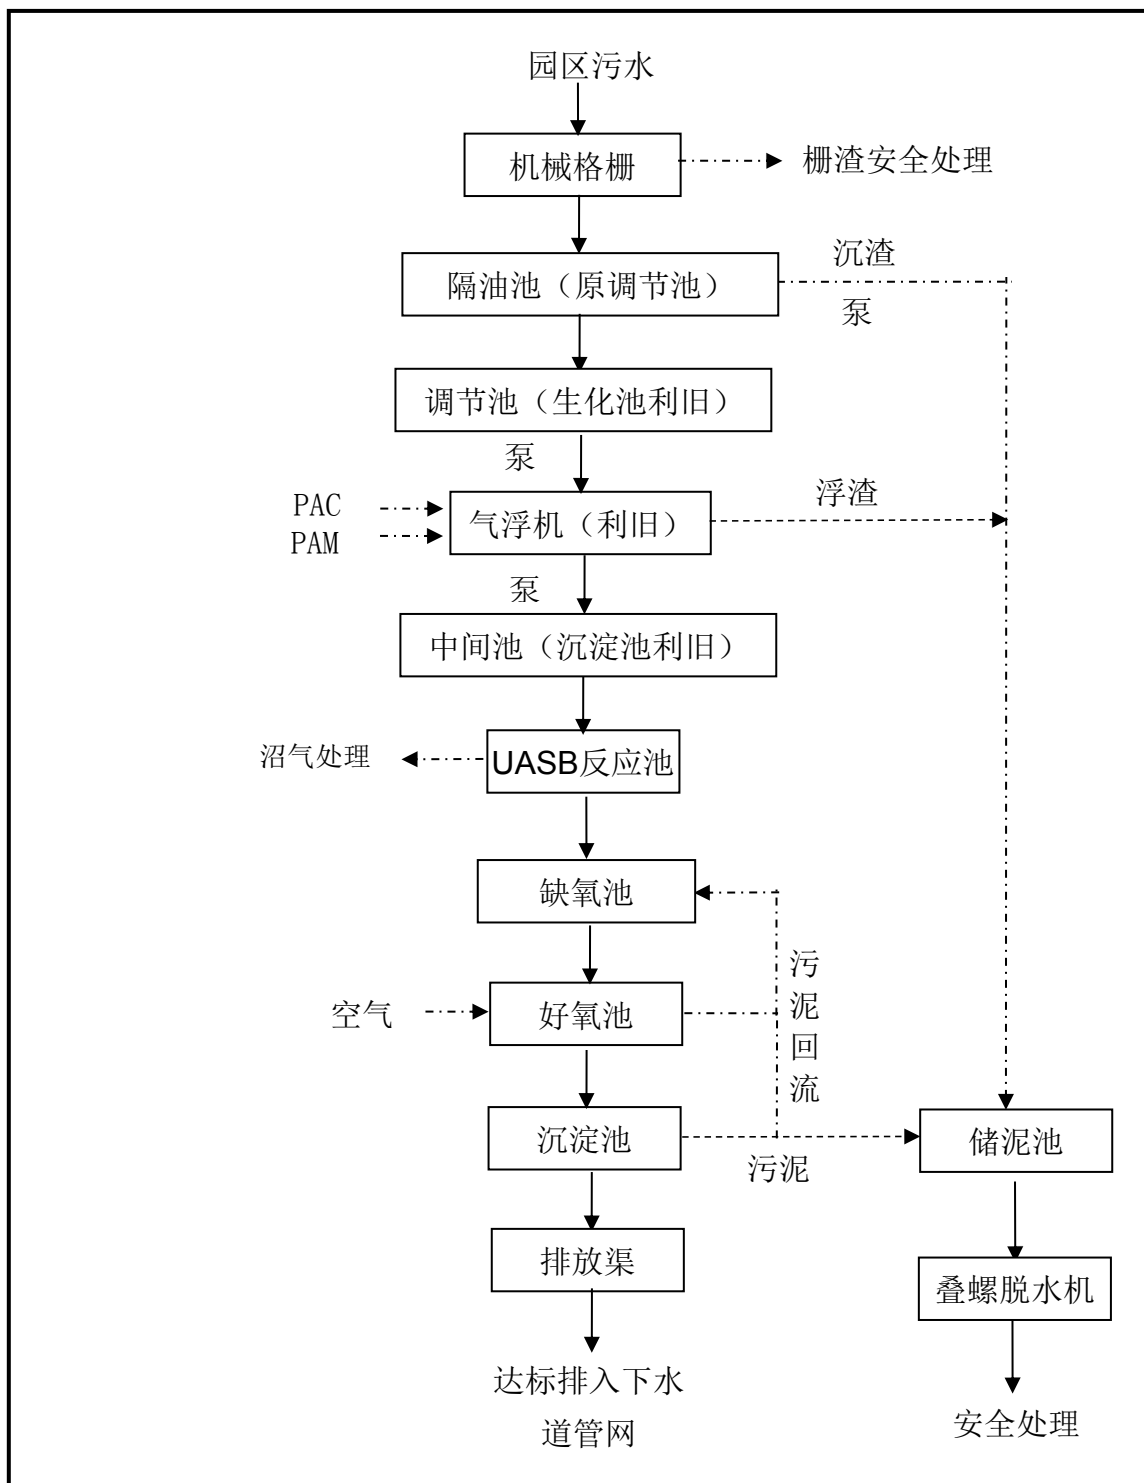 园区污水
机械格栅
栅渣安全处理
隔油池（原调节池）
沉渣
泵
调节池（生化池利旧）
泵
PAC
PAM
气浮机（利旧）
浮渣
泵
中间池（沉淀池利旧）
沼气处理
UASB反应池
缺氧池
污
泥
回
流
空气
好氧池
沉淀池
污泥
储泥池
排放渠
叠螺脱水机
达标排入下水
道管网
安全处理